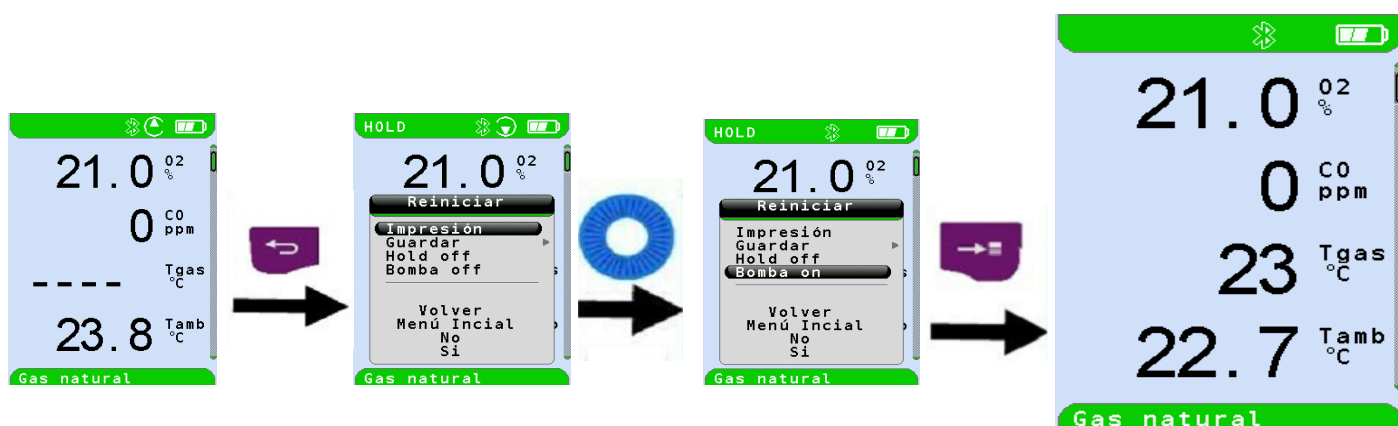 21.0 O2 %
0 CO ppm
---- Tgas °C
23.8 Tamb °C
Gas natural
HOLD
21.0 O2 %
Reiniciar
Impresión
Guardar
Hold off
Bomba off
s
Volver
Menú Incial
No
Si
Gas natural
HOLD
21.0 O2 %
Reiniciar
Impresión
Guardar
Hold off
Bomba on
s
Volver
Menú Incial
No
Si
Gas natural
21.0 O2 %
0 CO ppm
23 Tgas °C
22.7 Tamb °C
Gas natural